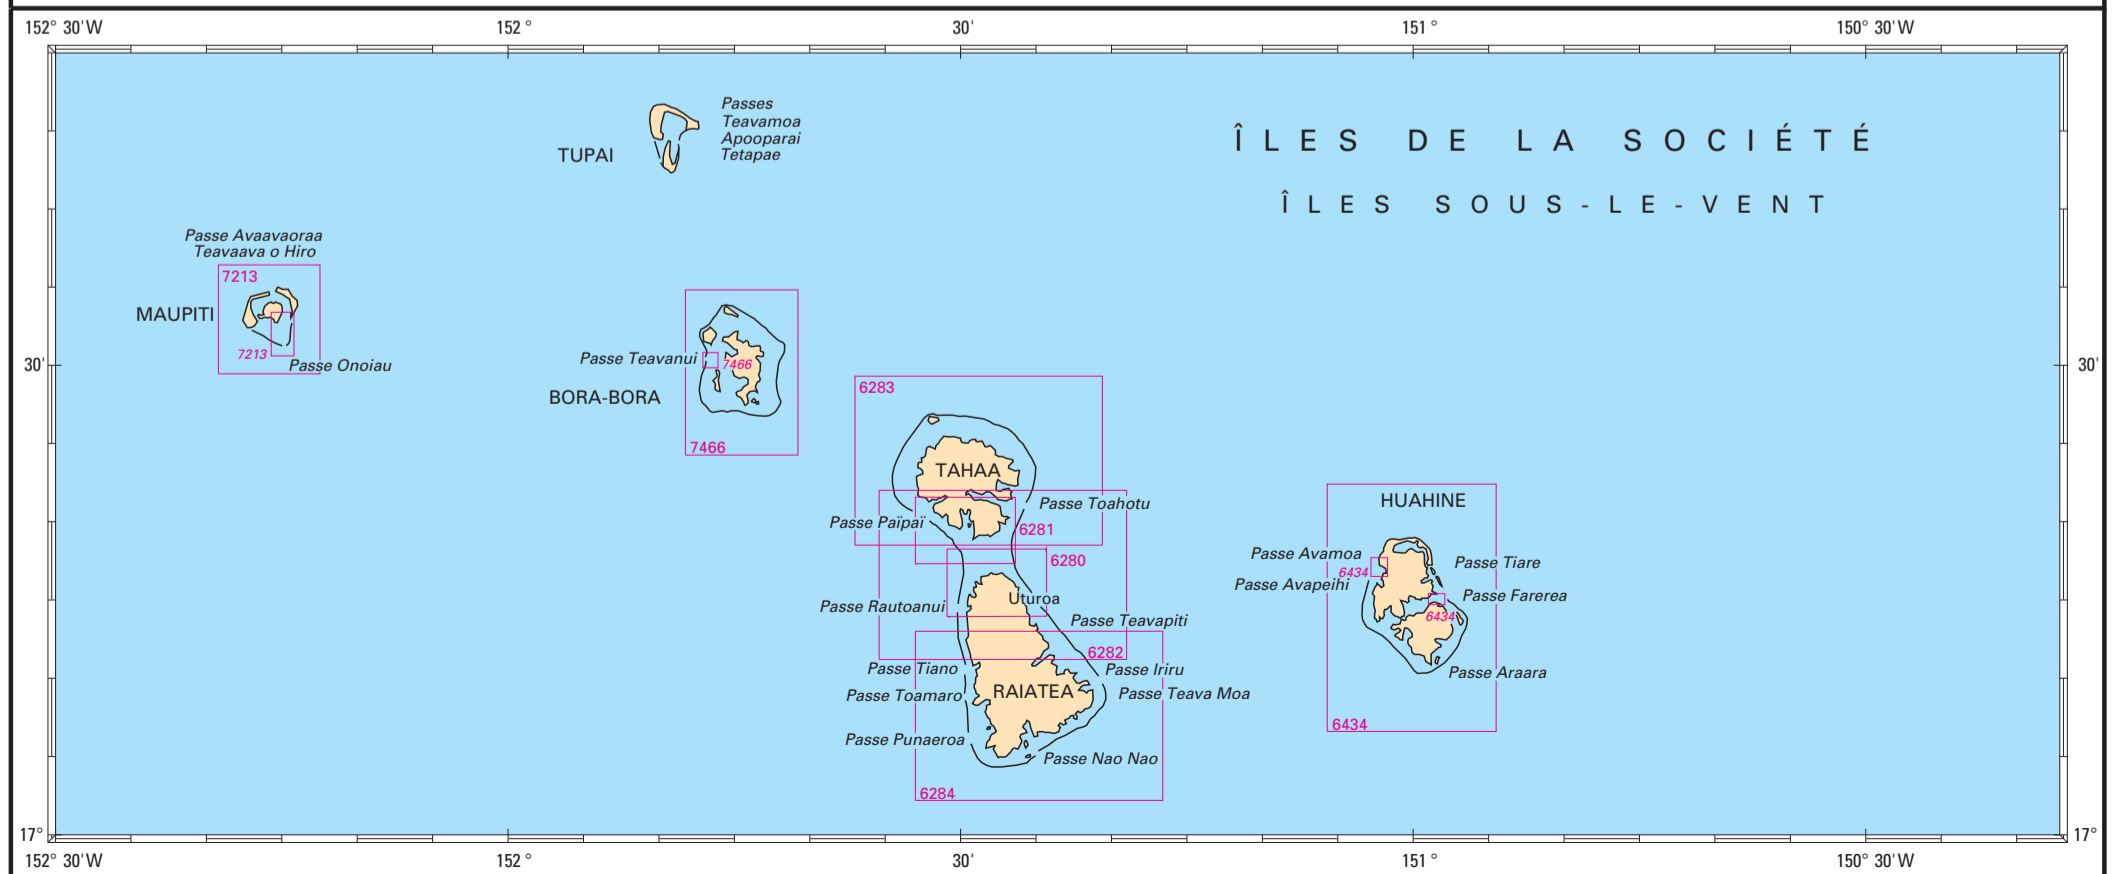 152° 30' W
152°
30'
151°
150° 30' W
Passes
Teavamoa
Apooparai
Tetapae
TUPAI
ÎLES DE LA SOCIÉTÉ
ÎLES SOUS-LE-VENT
Passe Avaavaoraa
Teavaava o Hiro
7213
MAUPITI
7213
Passe Onoiau
30'
30'
Passe Teavanui
7466
BORA-BORA
7466
6283
TAHAA
Passe Toahotu
Passe Païpaï
6281
6280
Uturoa
Passe Rautoanui
Passe Teavapiti
6282
Passe Tiano
Passe Iriru
RAIATEA
Passe Toamaro
Passe Teava Moa
Passe Punaeroa
Passe Nao Nao
6284
HUAHINE
Passe Avamoa
6434
Passe Tiare
Passe Avapeihi
Passe Farerea
6434
Passe Araara
6434
17°
17°
152° 30' W
152°
30'
151°
150° 30' W